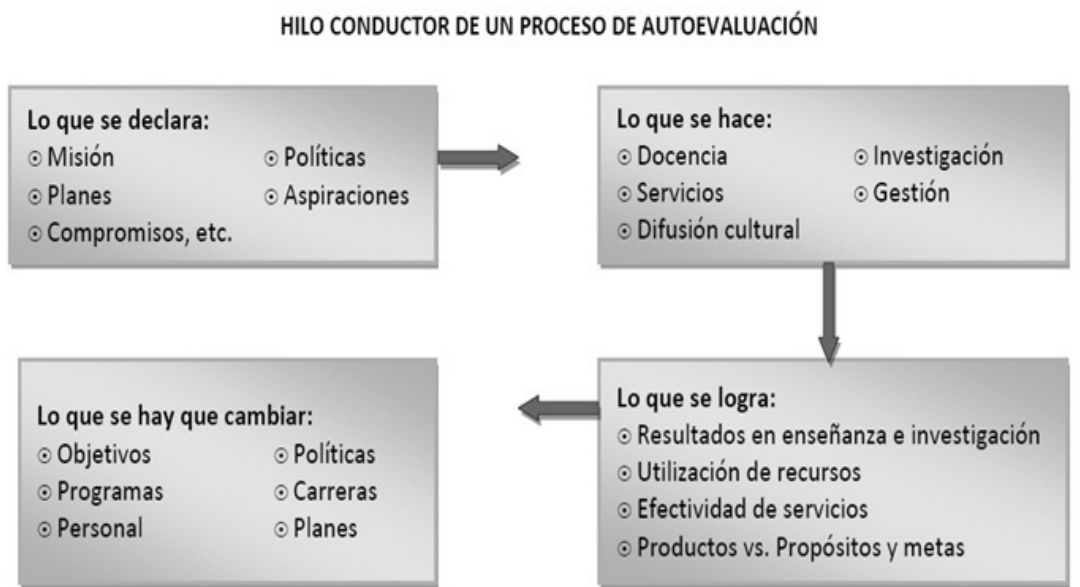 HILO CONDUCTOR DE UN PROCESO DE AUTOEVALUACIÓN
Lo que se declara:
⊙ Misión ⊙ Políticas
⊙ Planes ⊙ Aspiraciones
⊙ Compromisos, etc.
Lo que se hace:
⊙ Docencia ⊙ Investigación
⊙ Servicios ⊙ Gestión
⊙ Difusión cultural
Lo que se logra:
⊙ Resultados en enseñanza e investigación
⊙ Utilización de recursos
⊙ Efectividad de servicios
⊙ Productos vs. Propósitos y metas
Lo que se hay que cambiar:
⊙ Objetivos ⊙ Políticas
⊙ Programas ⊙ Carreras
⊙ Personal ⊙ Planes